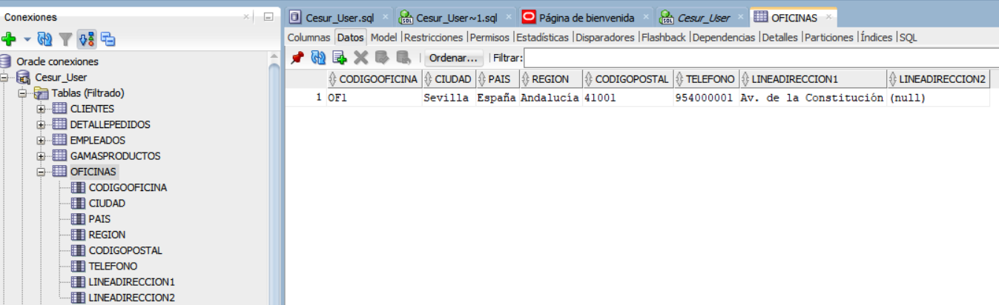 Conexiones
Oracle conexiones
Cesur_User
Tablas (Filtrado)
CLIENTES
DETALLEPEDIDOS
EMPLEADOS
GAMASPRODUCTOS
OFICINAS
CODIGOOFICINA
CIUDAD
PAIS
REGION
CODIGOPOSTAL
TELEFONO
LINEADIRECCION1
LINEADIRECCION2
Cesur_User.sql Cesur_User~1.sql Página de bienvenida Cesur_User OFICINAS
Columnas Datos Model |Restricciones |Permisos |Estadísticas |Disparadores |Flashback |Dependencias |Detalles |Particiones |Índices |SQL
Ordenar... Filtrar:
CODIGOOFICINA CIUDAD PAIS REGION CODIGOPOSTAL TELEFONO LINEADIRECCION1 LINEADIRECCION2
1 OF1 Sevilla España Andalucía 41001 954000001 Av. de la Constitución (null)